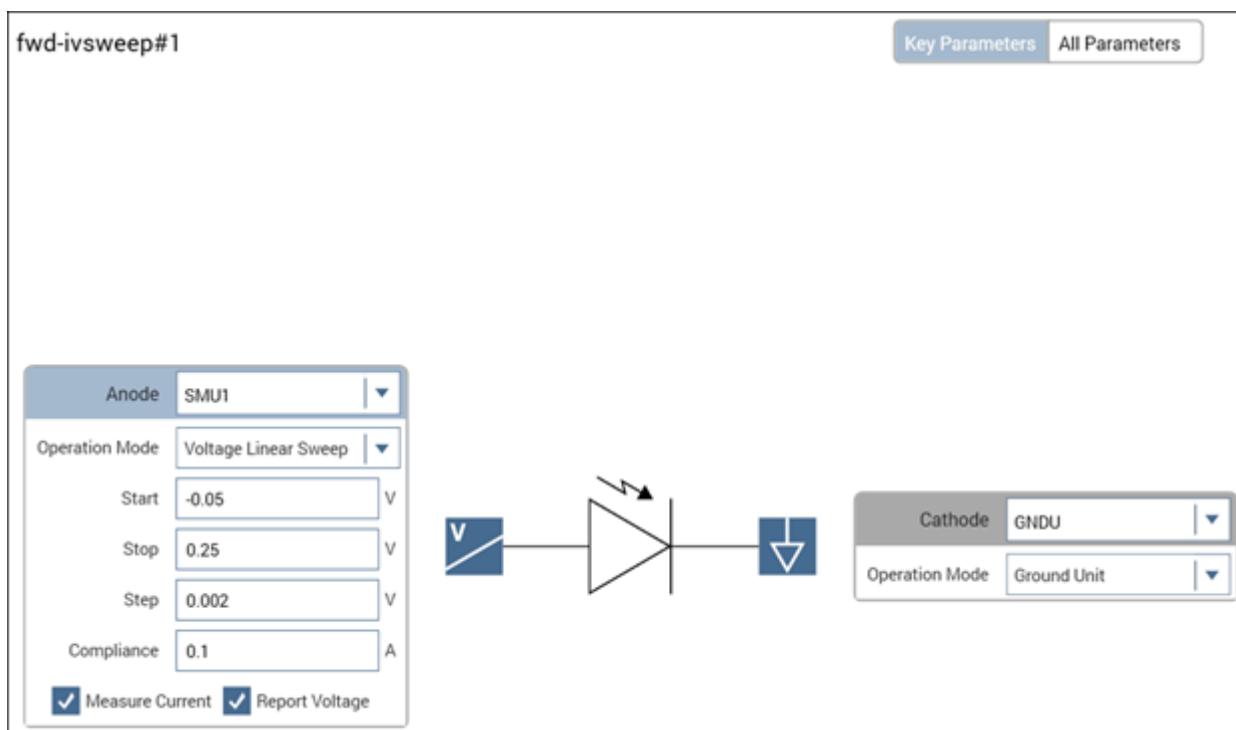 fwd-ivsweep#1
Key Parameters All Parameters
Anode SMU1
Operation Mode Voltage Linear Sweep
Start -0.05 V
Stop 0.25 V
Step 0.002 V
Compliance 0.1 A
Measure Current Report Voltage
V
Cathode GNDU
Operation Mode Ground Unit